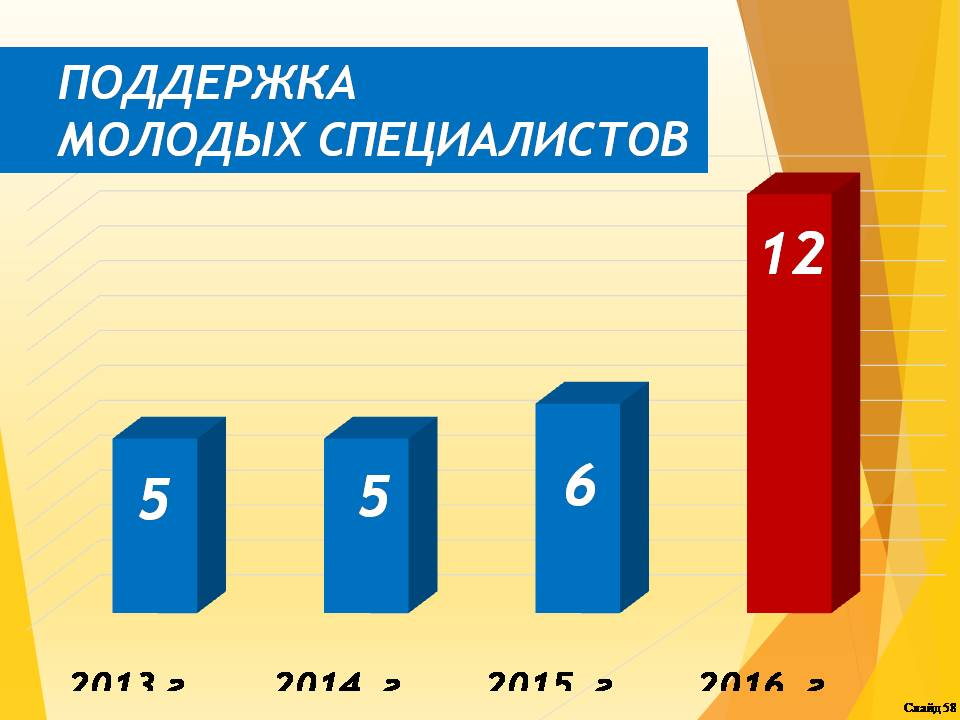 ПОДДЕРЖКА
МОЛОДЫХ СПЕЦИАЛИСТОВ
12
5
5
6
2013 г
2014 г
2015 г
2016 г
Слайд 58